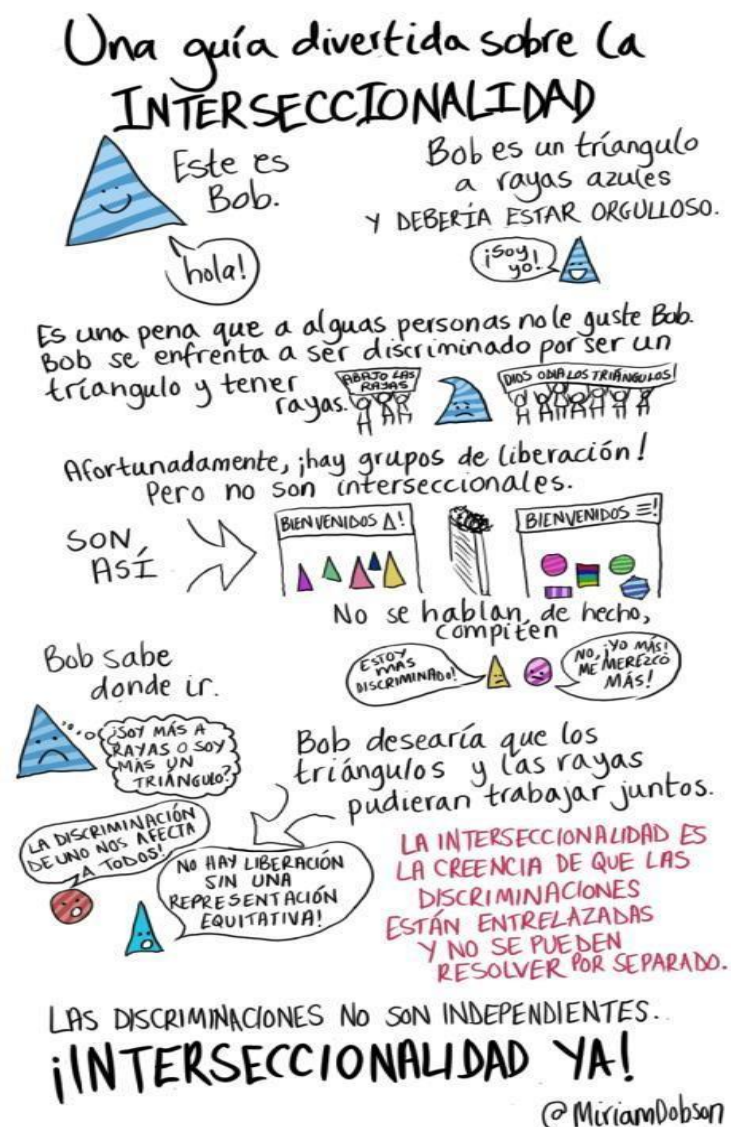 Una guía divertida sobre la
INTERSECCIONALIDAD
Este es
Bob.
hola!
Bob es un tríangulo
a rayas azules
Y DEBERÍA ESTAR ORGULLOSO.
¡Soy
yo!
Es una pena que a alguas personas no le guste Bob.
Bob se enfrenta a ser discriminado por ser un
tríangulo y tener
rayas.
ABAJO LAS
RAYAS
DIOS ODIA LOS TRIÁNGULOS!
Afortunadamente, ¡hay grupos de liberación!
Pero no son interseccionales.
SON
ASÍ
BIENVENIDOS Δ!
BIENVENIDOS ≡!
No se hablan, de hecho,
compiten
ESTOY
MAS
DISCRIMINADO!
NO, ¡YO MÁS!
ME MEREZCO
MÁS!
Bob sabe
donde ir.
¿SOY MÁS A
RAYAS O SOY
MÁS UN
TRIÁNGULO?
Bob desearía que los
triángulos y las rayas
pudieran trabajar juntos.
LA DISCRIMINACIÓN
DE UNO NOS AFECTA
A TODOS!
NO HAY LIBERACIÓN
SIN UNA
REPRESENTACIÓN
EQUITATIVA!
LA INTERSECCIONALIDAD ES
LA CREENCIA DE QUE LAS
DISCRIMINACIONES
ESTÁN ENTRELAZADAS
Y NO SE PUEDEN
RESOLVER POR SEPARADO.
LAS DISCRIMINACIONES NO SON INDEPENDIENTES.
¡INTERSECCIONALIDAD YA!
@MiriamDobson